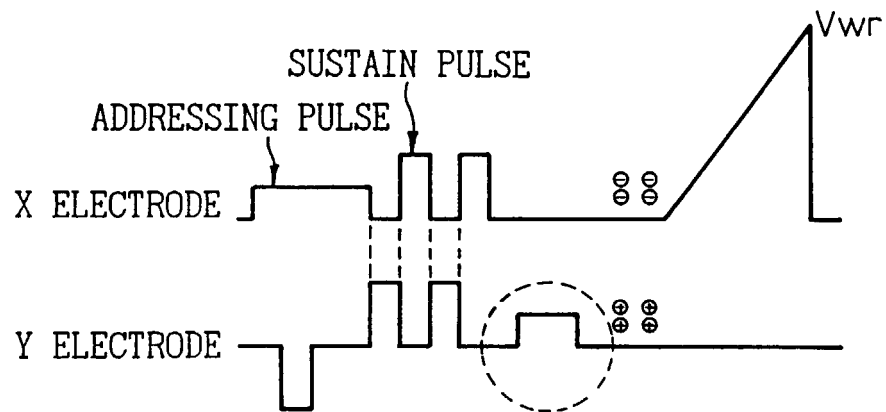 Vwr
SUSTAIN PULSE
ADDRESSING PULSE
X ELECTRODE
⊖ ⊖
⊖ ⊖
Y ELECTRODE
⊕ ⊕
⊕ ⊕